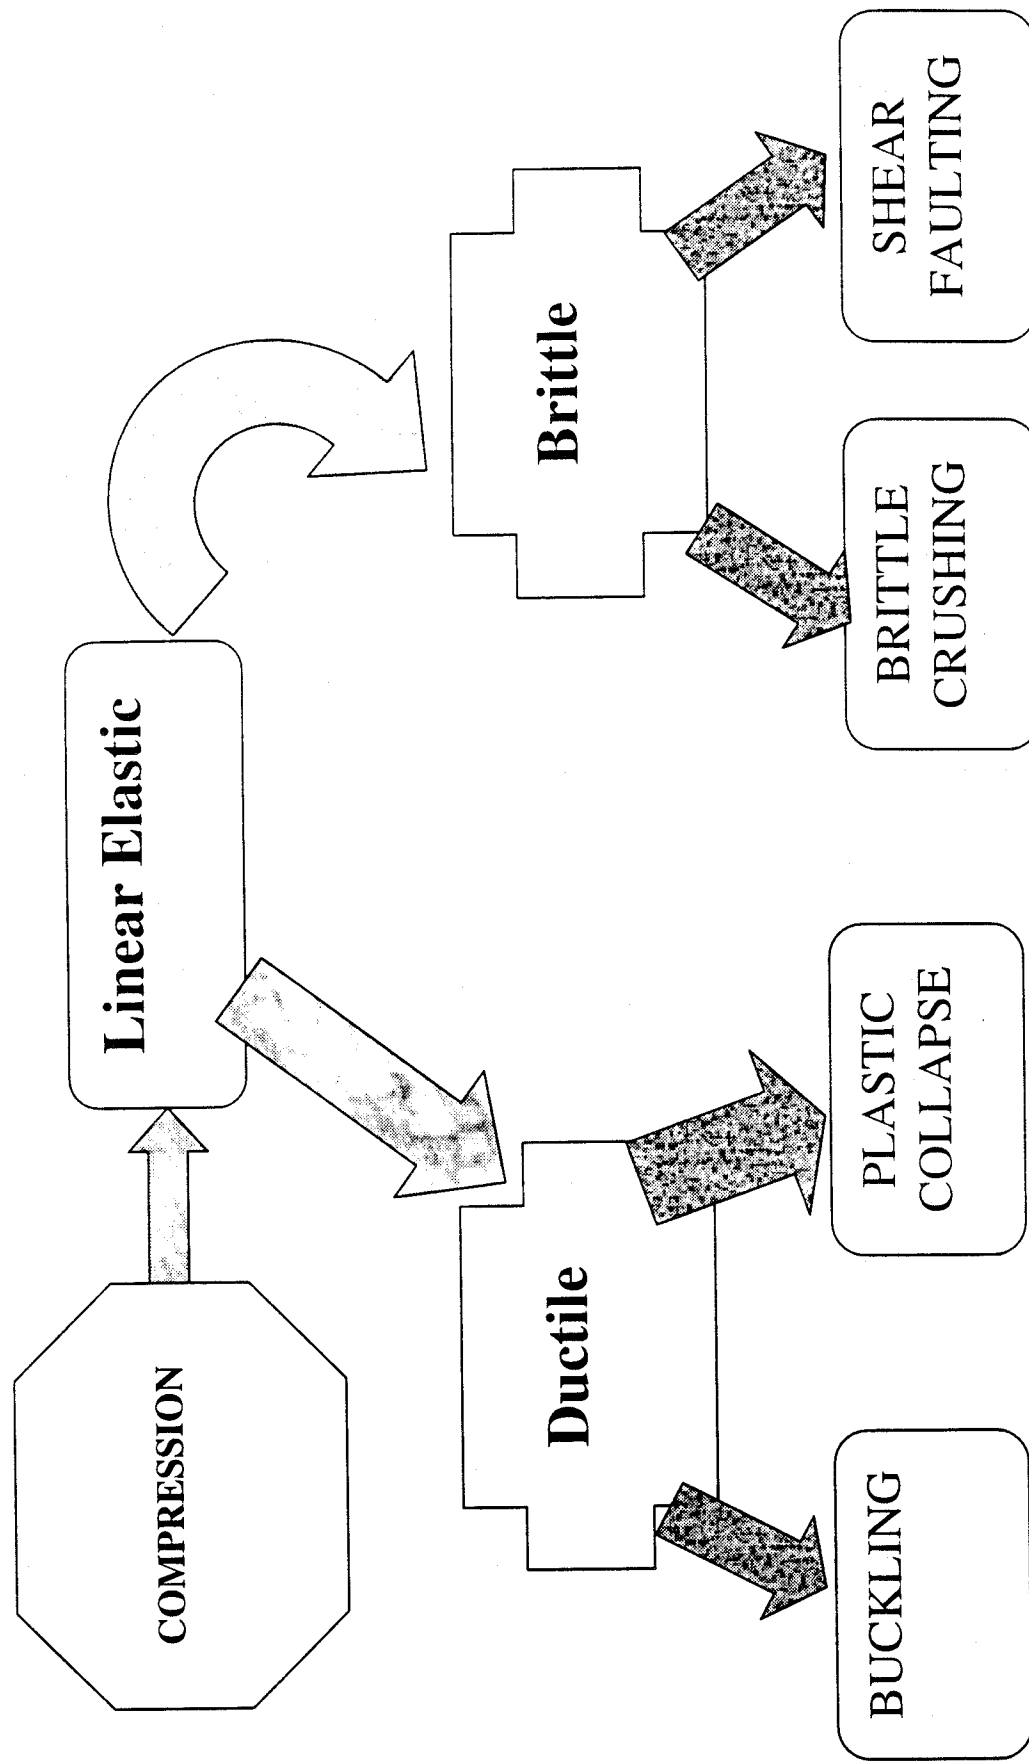 COMPRESSION
Linear Elastic
Ductile
Brittle
BUCKLING
PLASTIC
COLLAPSE
BRITTLE
CRUSHING
SHEAR
FAULTING